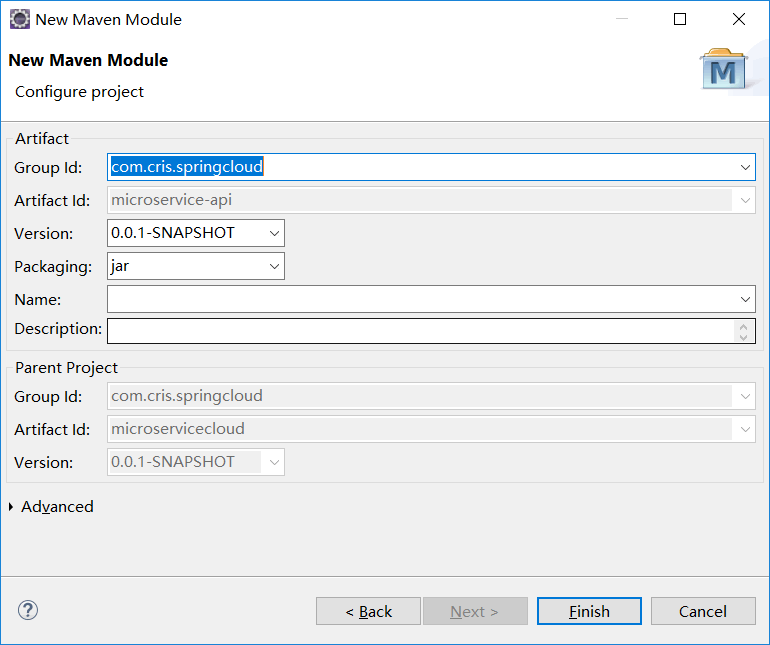 New Maven Module
New Maven Module
Configure project
M
Artifact
Group Id: com.cris.springcloud
Artifact Id: microservice-api
Version: 0.0.1-SNAPSHOT
Packaging: jar
Name:
Description:
Parent Project
Group Id: com.cris.springcloud
Artifact Id: microservicecloud
Version: 0.0.1-SNAPSHOT
Advanced
? < Back Next > Finish Cancel